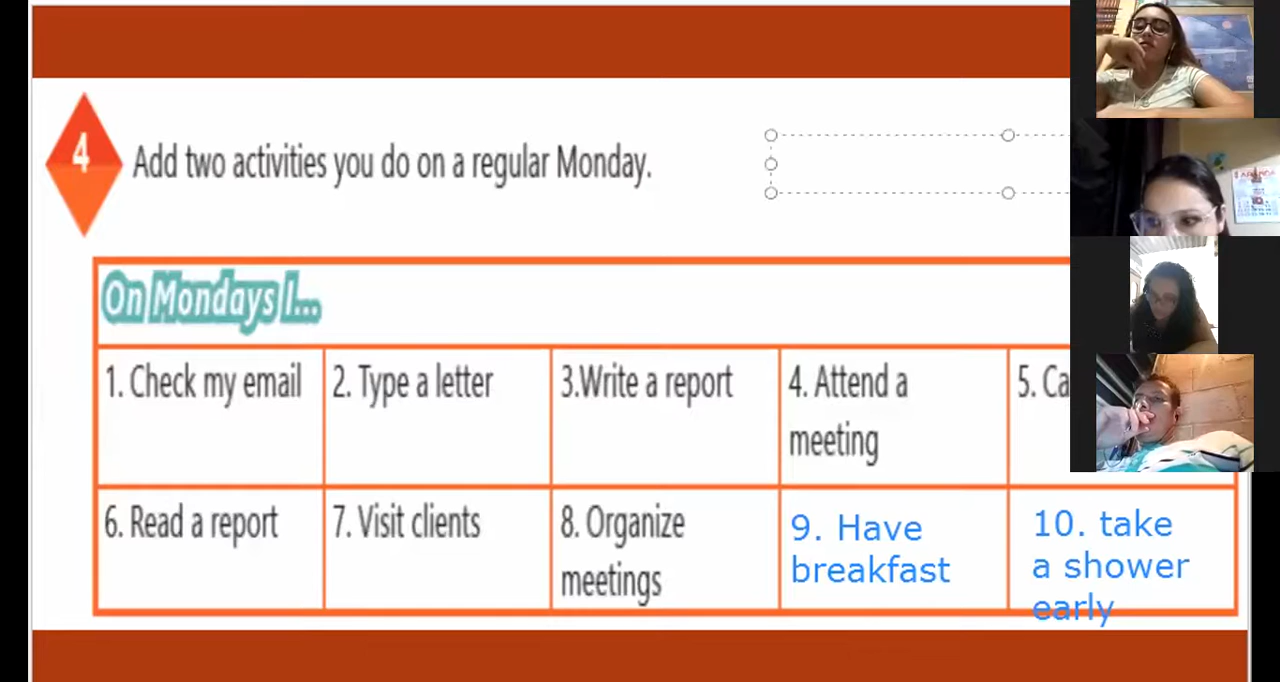 4
Add two activities you do on a regular Monday.
On Mondays I...
1. Check my email
2. Type a letter
3.Write a report
4. Attend a
meeting
5.
6. Read a report
7. Visit clients
8. Organize
meetings
9. Have
breakfast
10. take
a shower
early